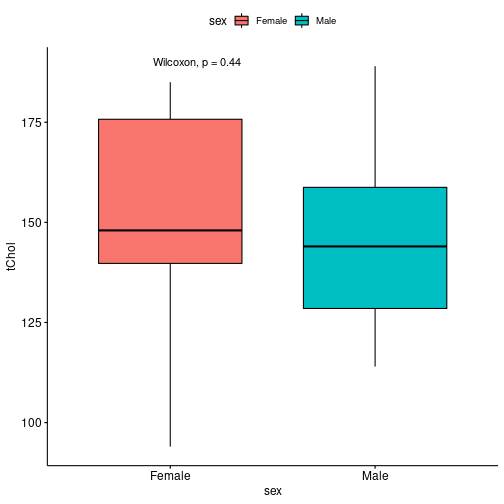 sex Female Male
Wilcoxon, p = 0.44
175
150
125
100
tChol
Female Male
sex